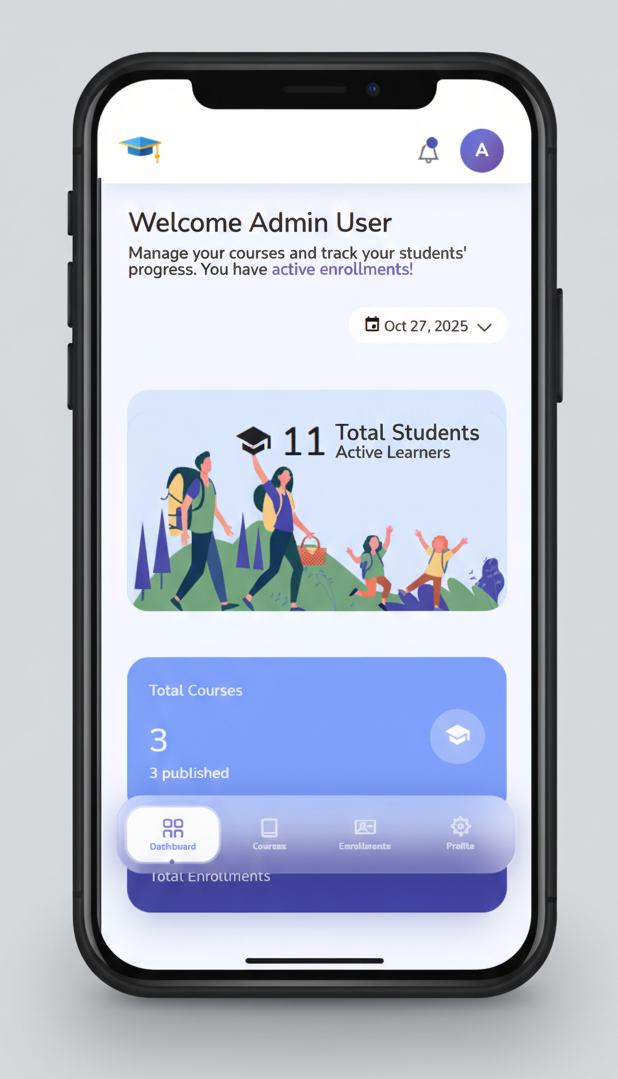 A
Welcome Admin User
Manage your courses and track your students'
progress. You have active enrollments!
Oct 27, 2025
11 Total Students
Active Learners
Total Courses
3
3 published
Dashboard Courses Enrollments Profile
Total Enrollments